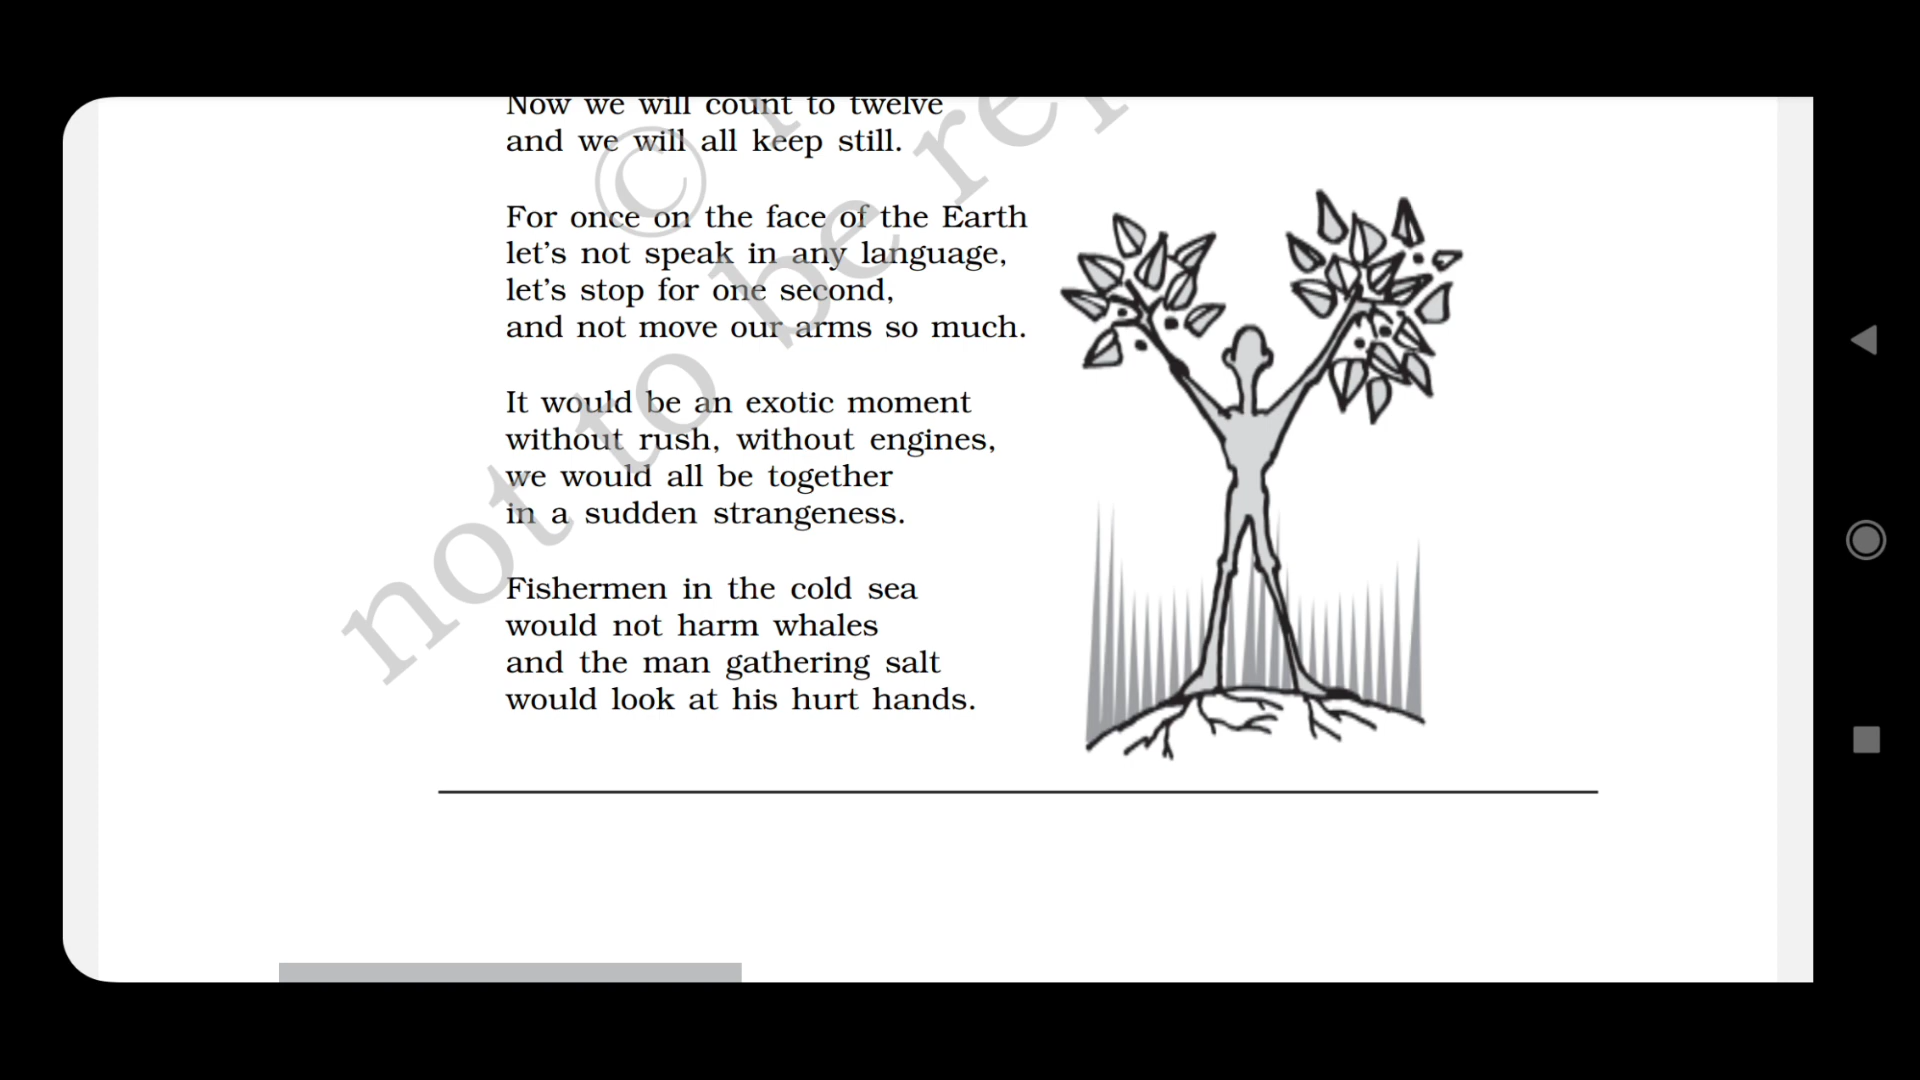 Now we will count to twelve
and we will all keep still.
For once on the face of the Earth
let’s not speak in any language,
let’s stop for one second,
and not move our arms so much.
It would be an exotic moment
without rush, without engines,
we would all be together
in a sudden strangeness.
Fishermen in the cold sea
would not harm whales
and the man gathering salt
would look at his hurt hands.
©
not to be